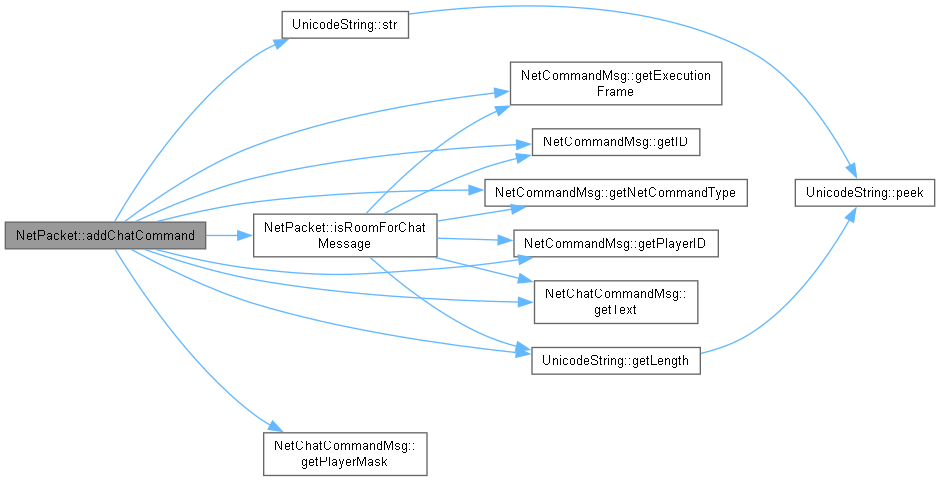 UnicodeString::str
NetCommandMsg::getExecution
Frame
NetCommandMsg::getID
NetCommandMsg::getNetCommandType
UnicodeString::peek
NetPacket::addChatCommand
NetPacket::isRoomForChat
Message
NetCommandMsg::getPlayerID
NetChatCommandMsg::
getText
UnicodeString::getLength
NetChatCommandMsg::
getPlayerMask